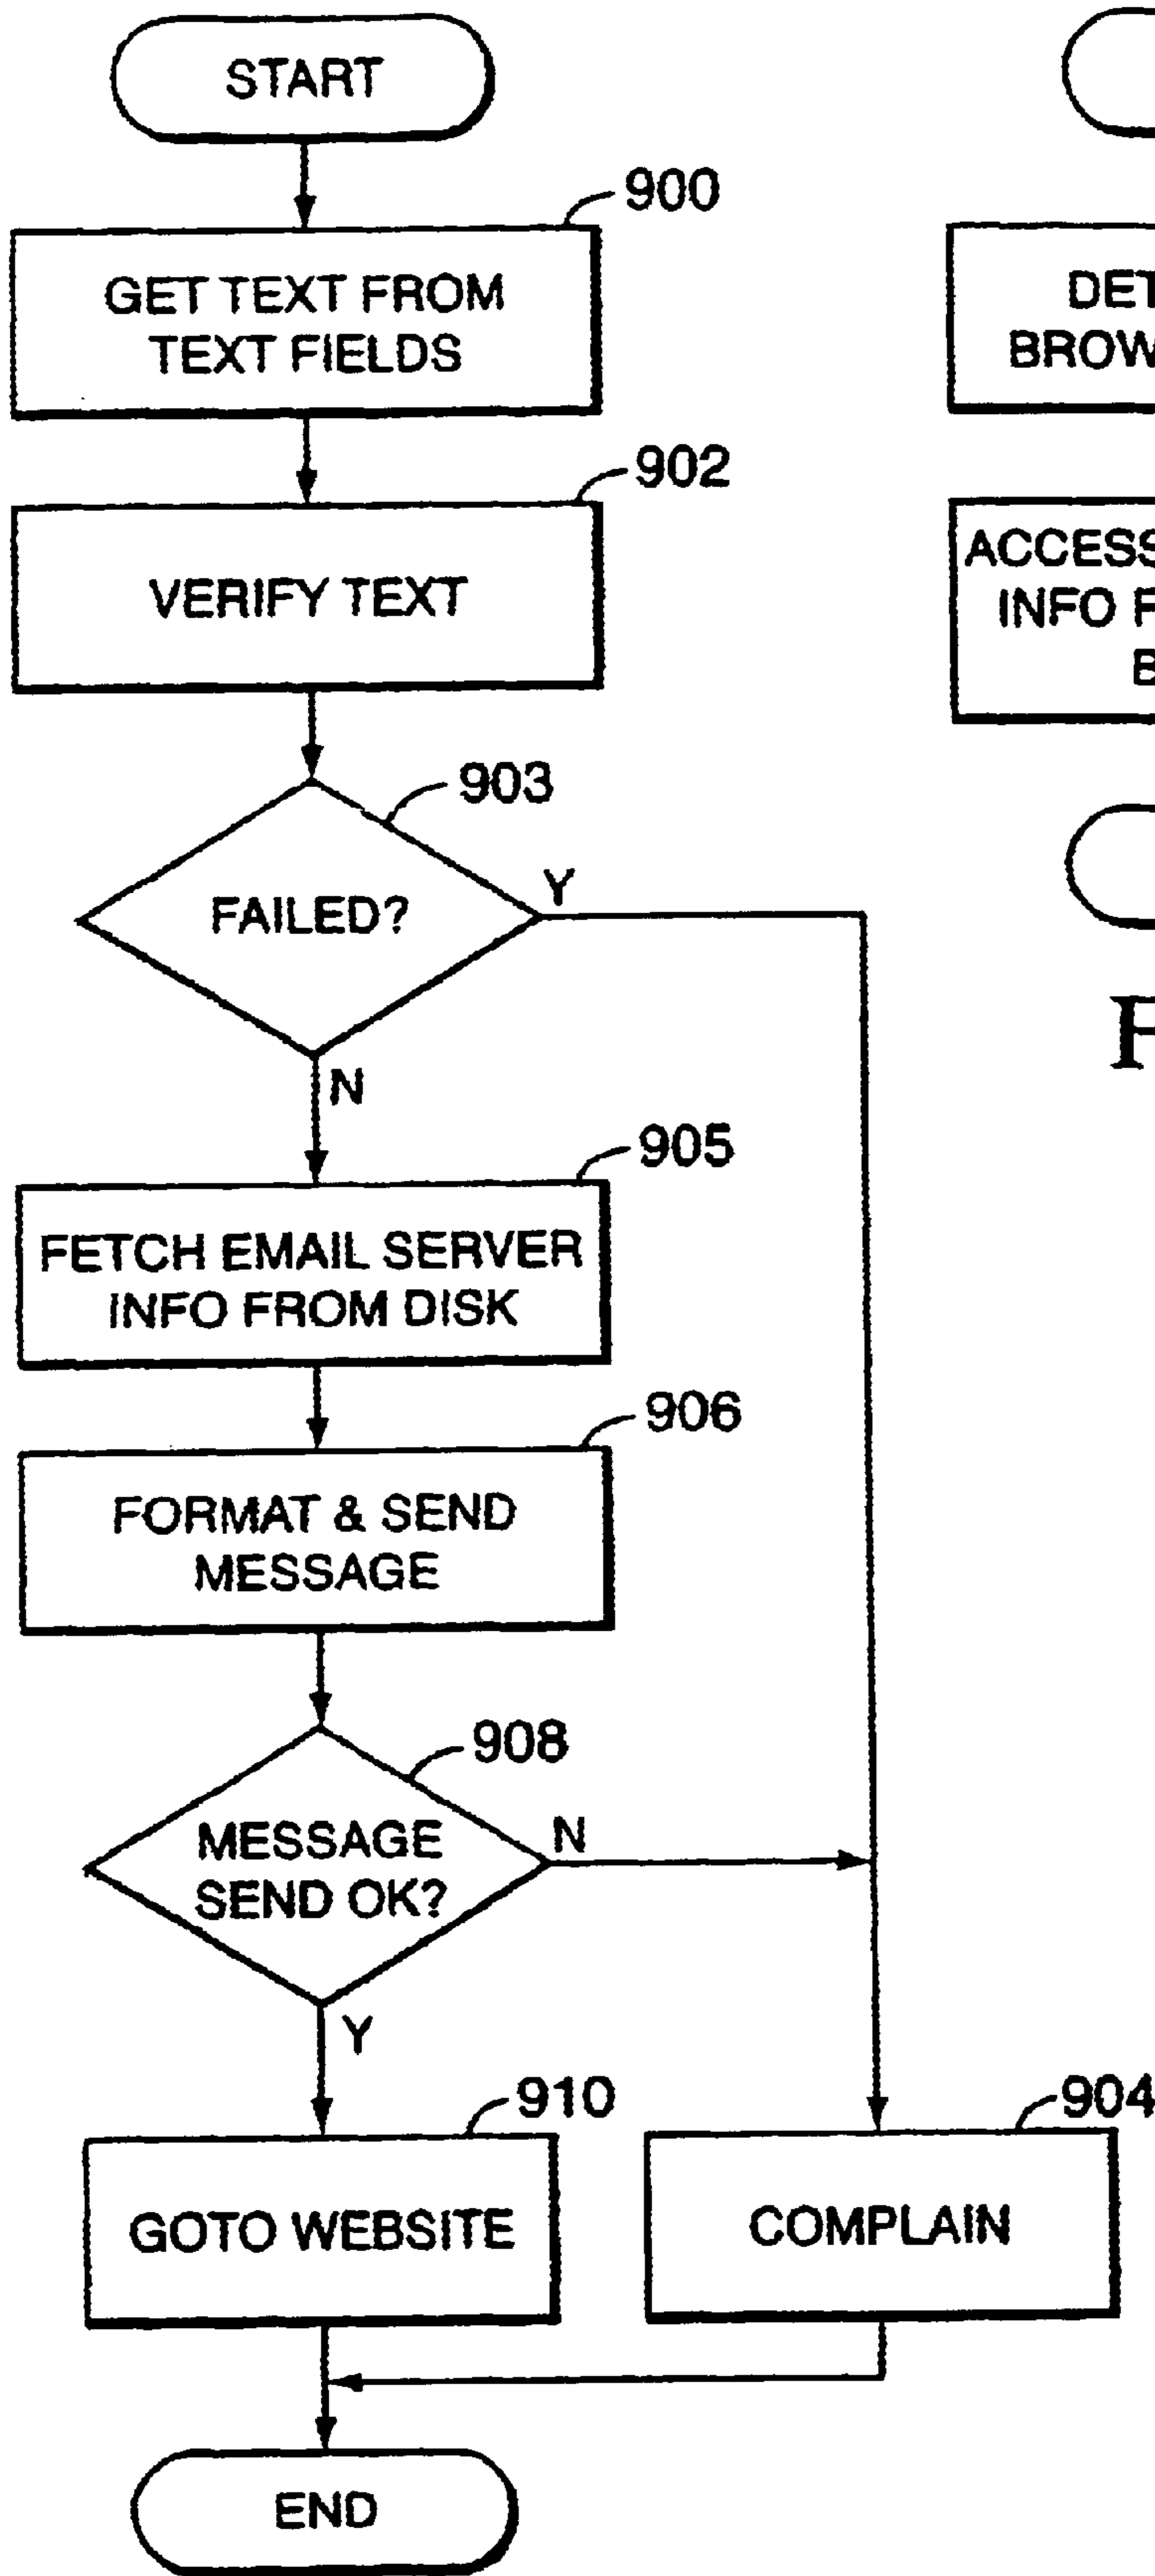 START
900
GET TEXT FROM
TEXT FIELDS
902
VERIFY TEXT
903
FAILED?
Y
N
905
FETCH EMAIL SERVER
INFO FROM DISK
906
FORMAT & SEND
MESSAGE
908
MESSAGE
SEND OK?
N
Y
910
GOTO WEBSITE
904
COMPLAIN
END
DET
BROW
ACCESS
INFO F
B
F